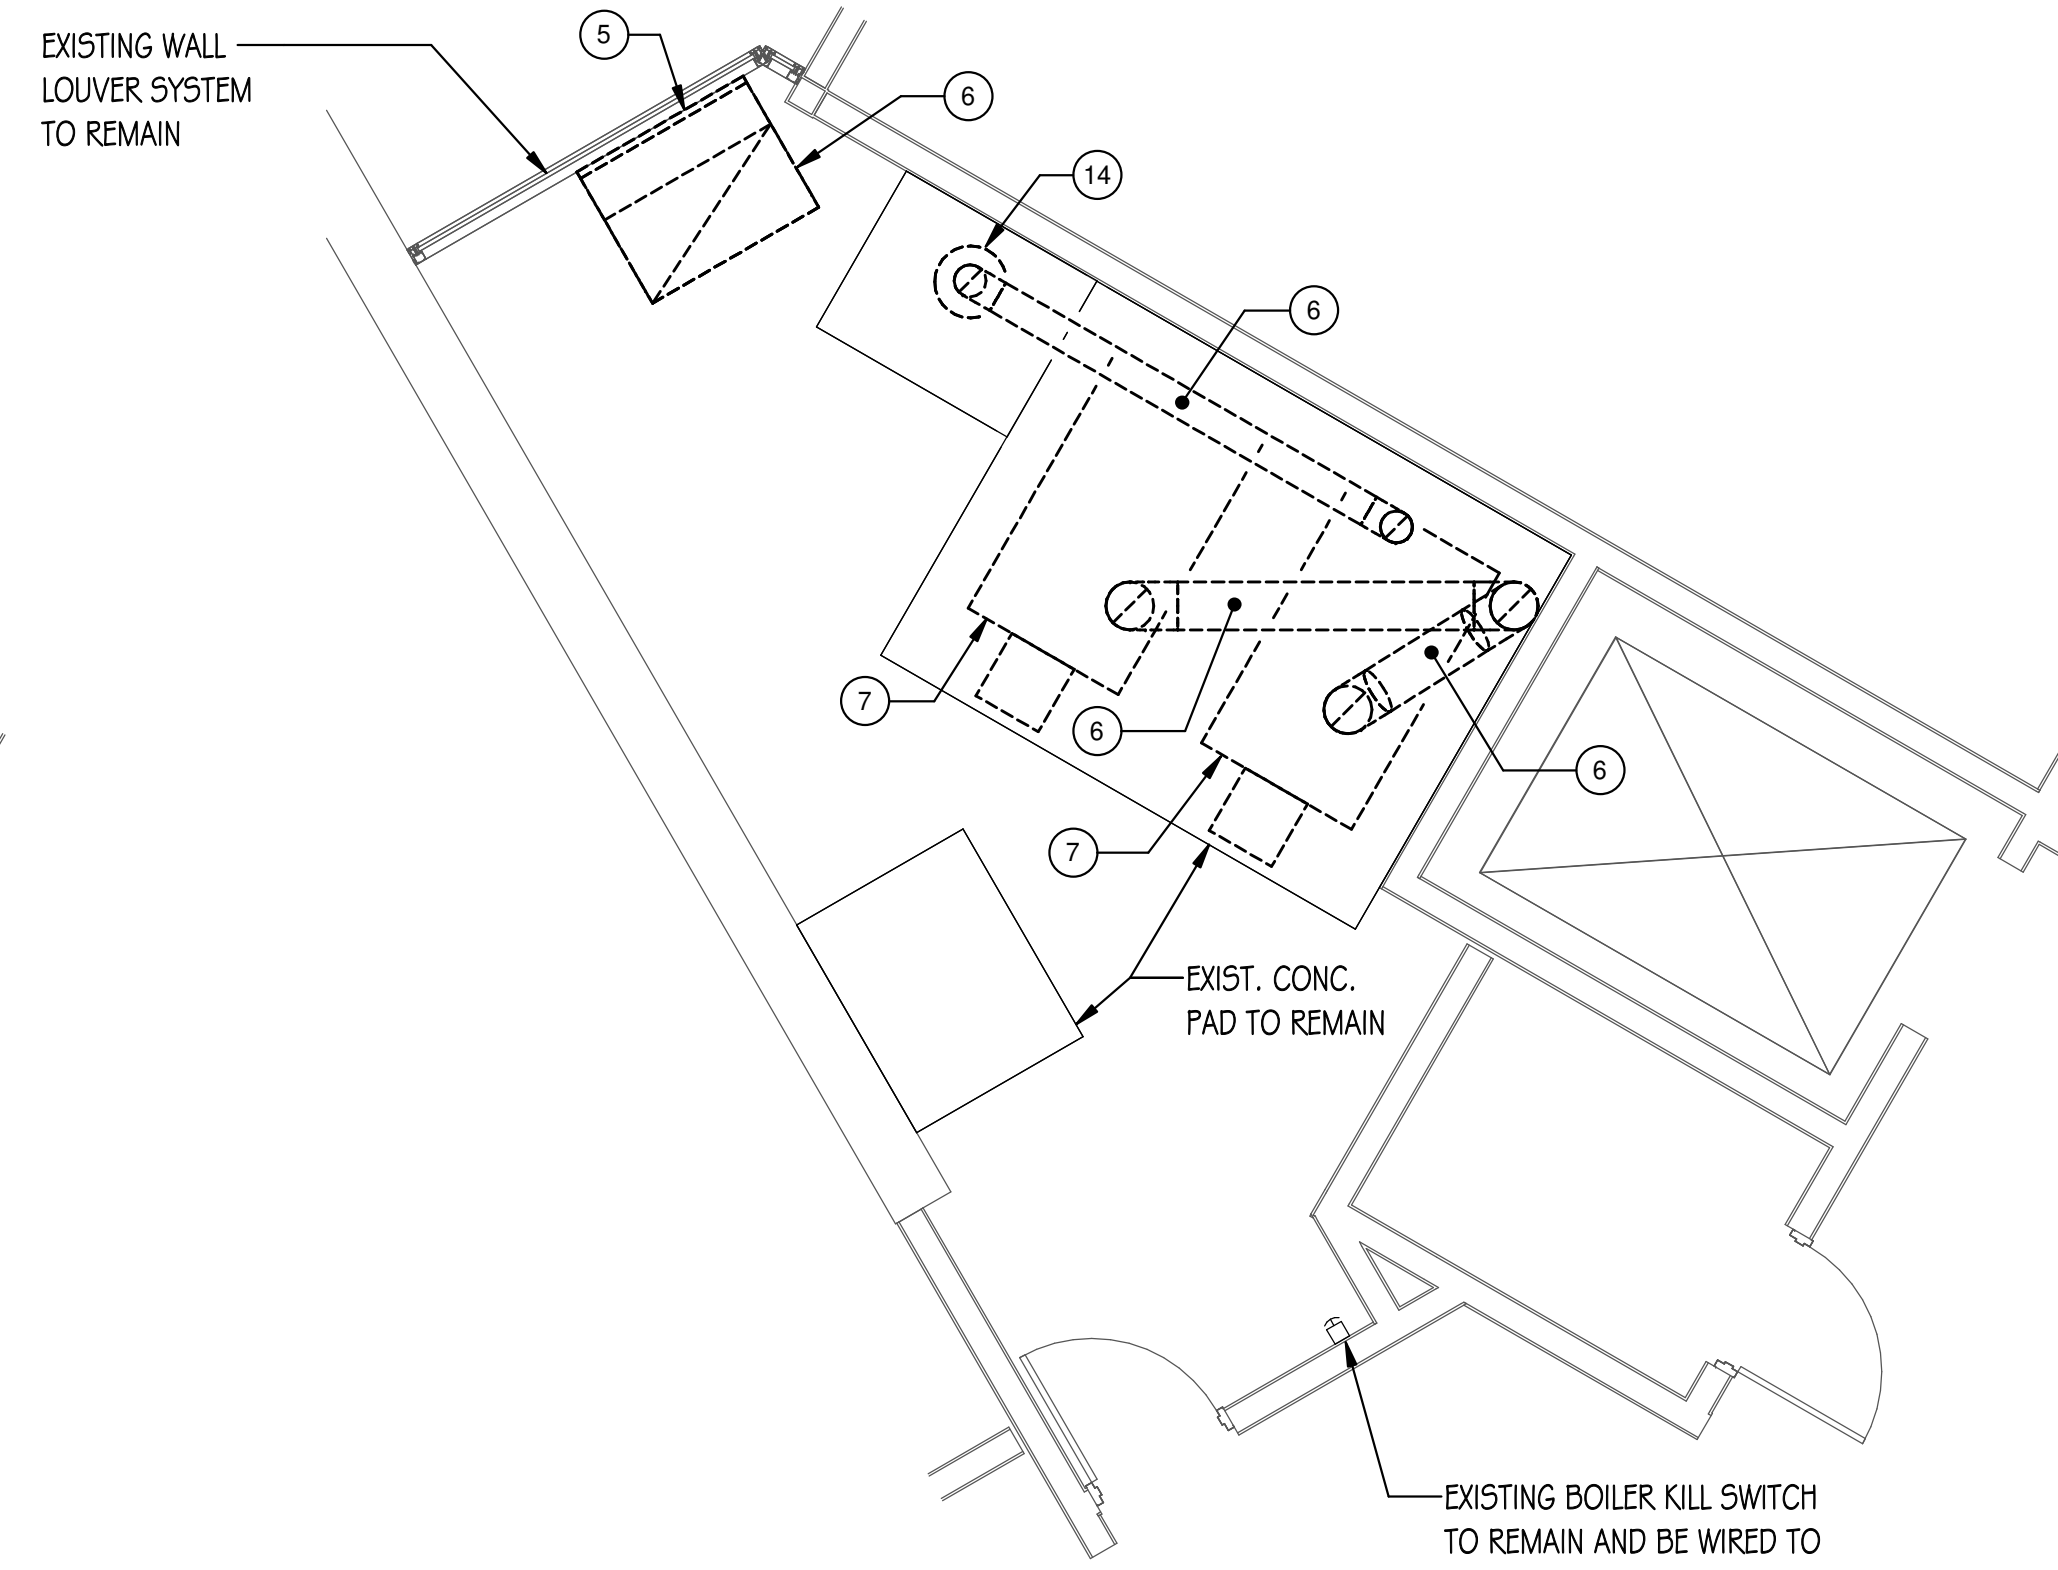 EXISTING WALL
LOUVER SYSTEM
TO REMAIN
5
6
14
6
7
6
6
7
EXIST. CONC.
PAD TO REMAIN
EXISTING BOILER KILL SWITCH
TO REMAIN AND BE WIRED TO